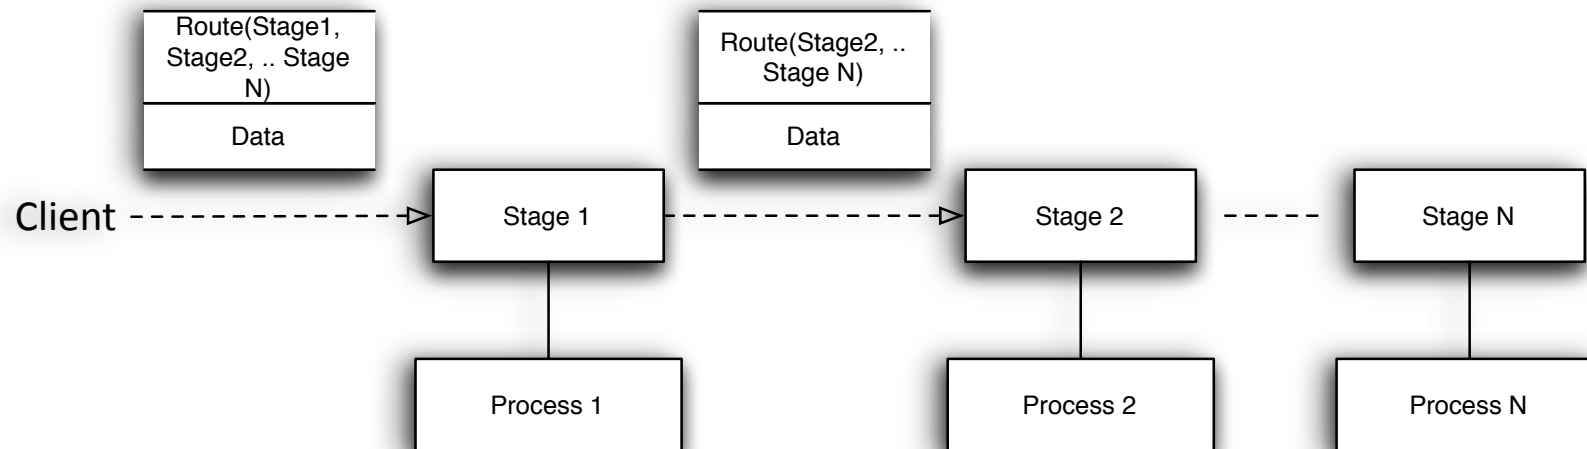 Route(Stage1,
Stage2, .. Stage
N)
Data
Route(Stage2, ..
Stage N)
Data
Client
Stage 1
Stage 2
Stage N
Process 1
Process 2
Process N